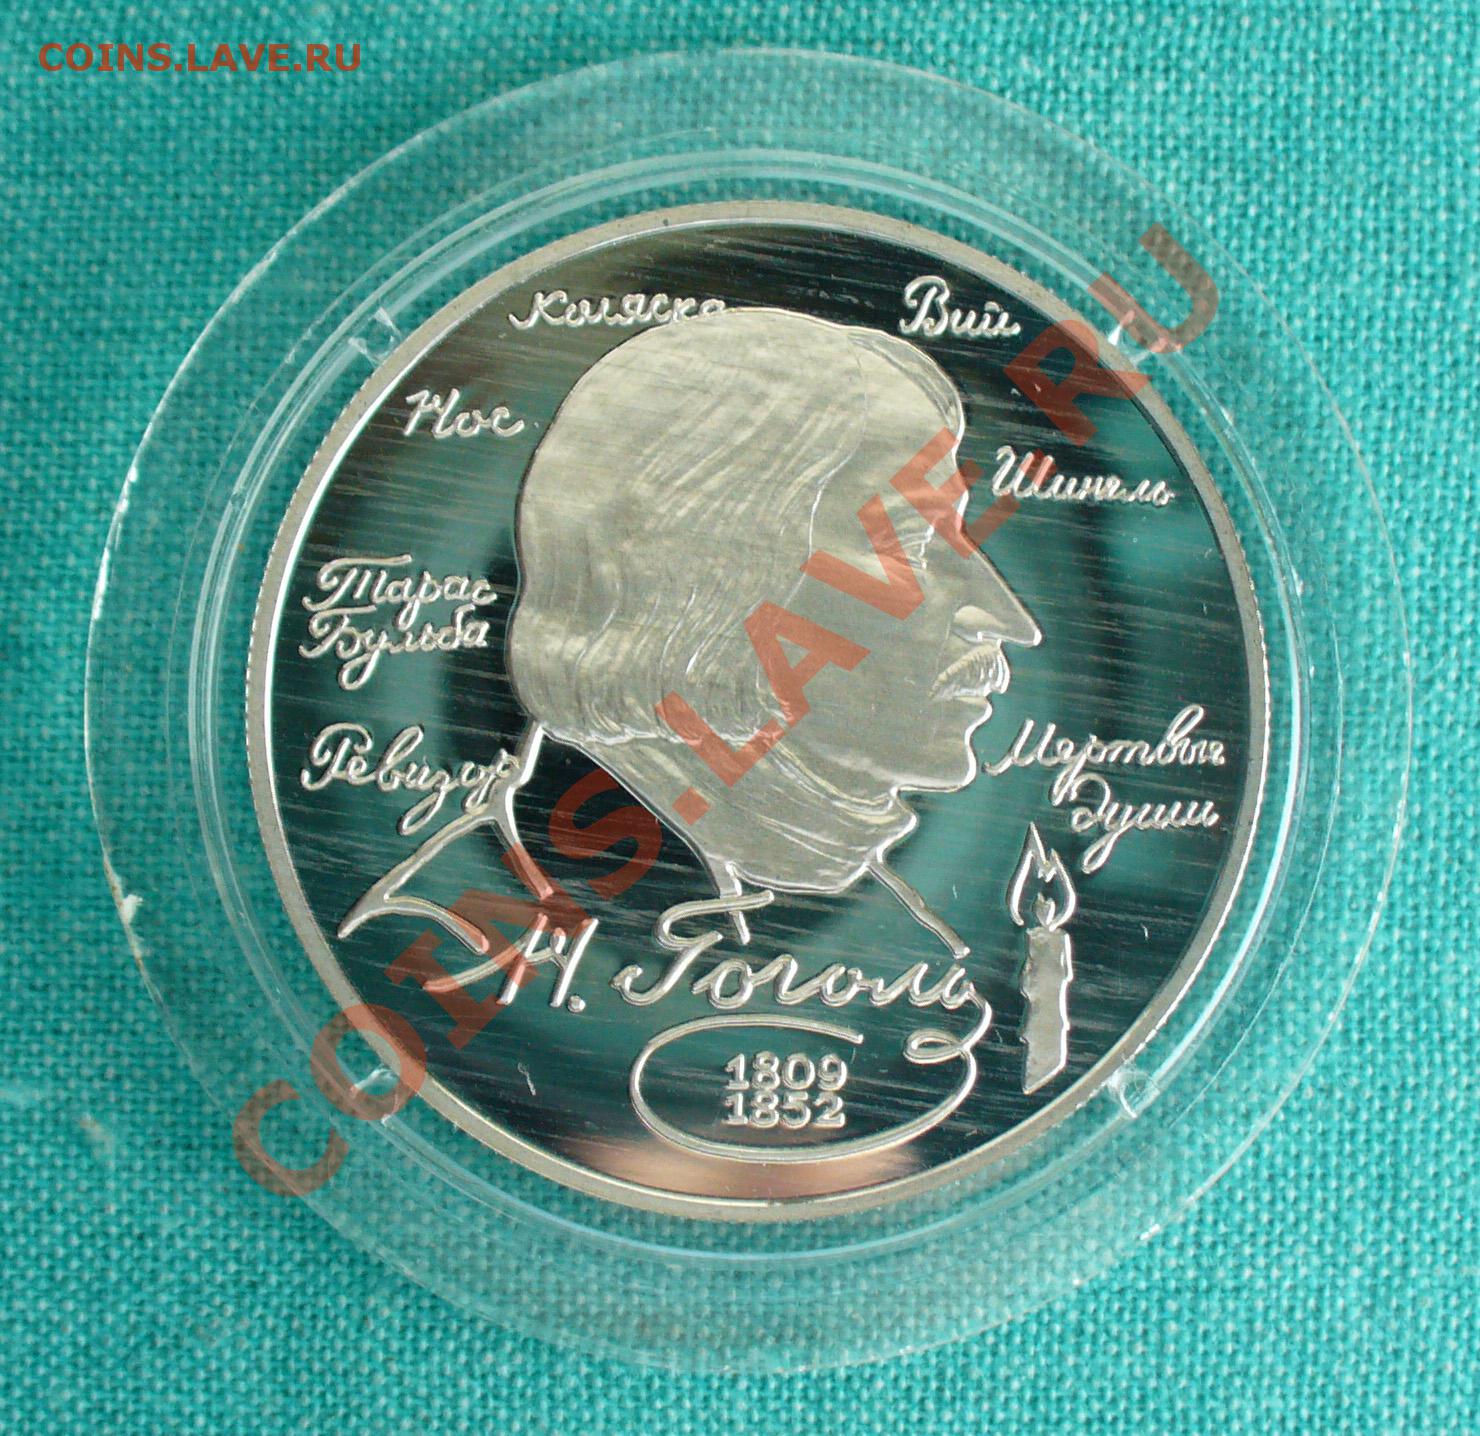 COINS.LAVE.RU
Коляска
Вий
Нос
Шинель
Тарас
Бульба
Ревизор
Мертвые
души
Н. Гоголь
1809
1852
COINS.LAVE.RU